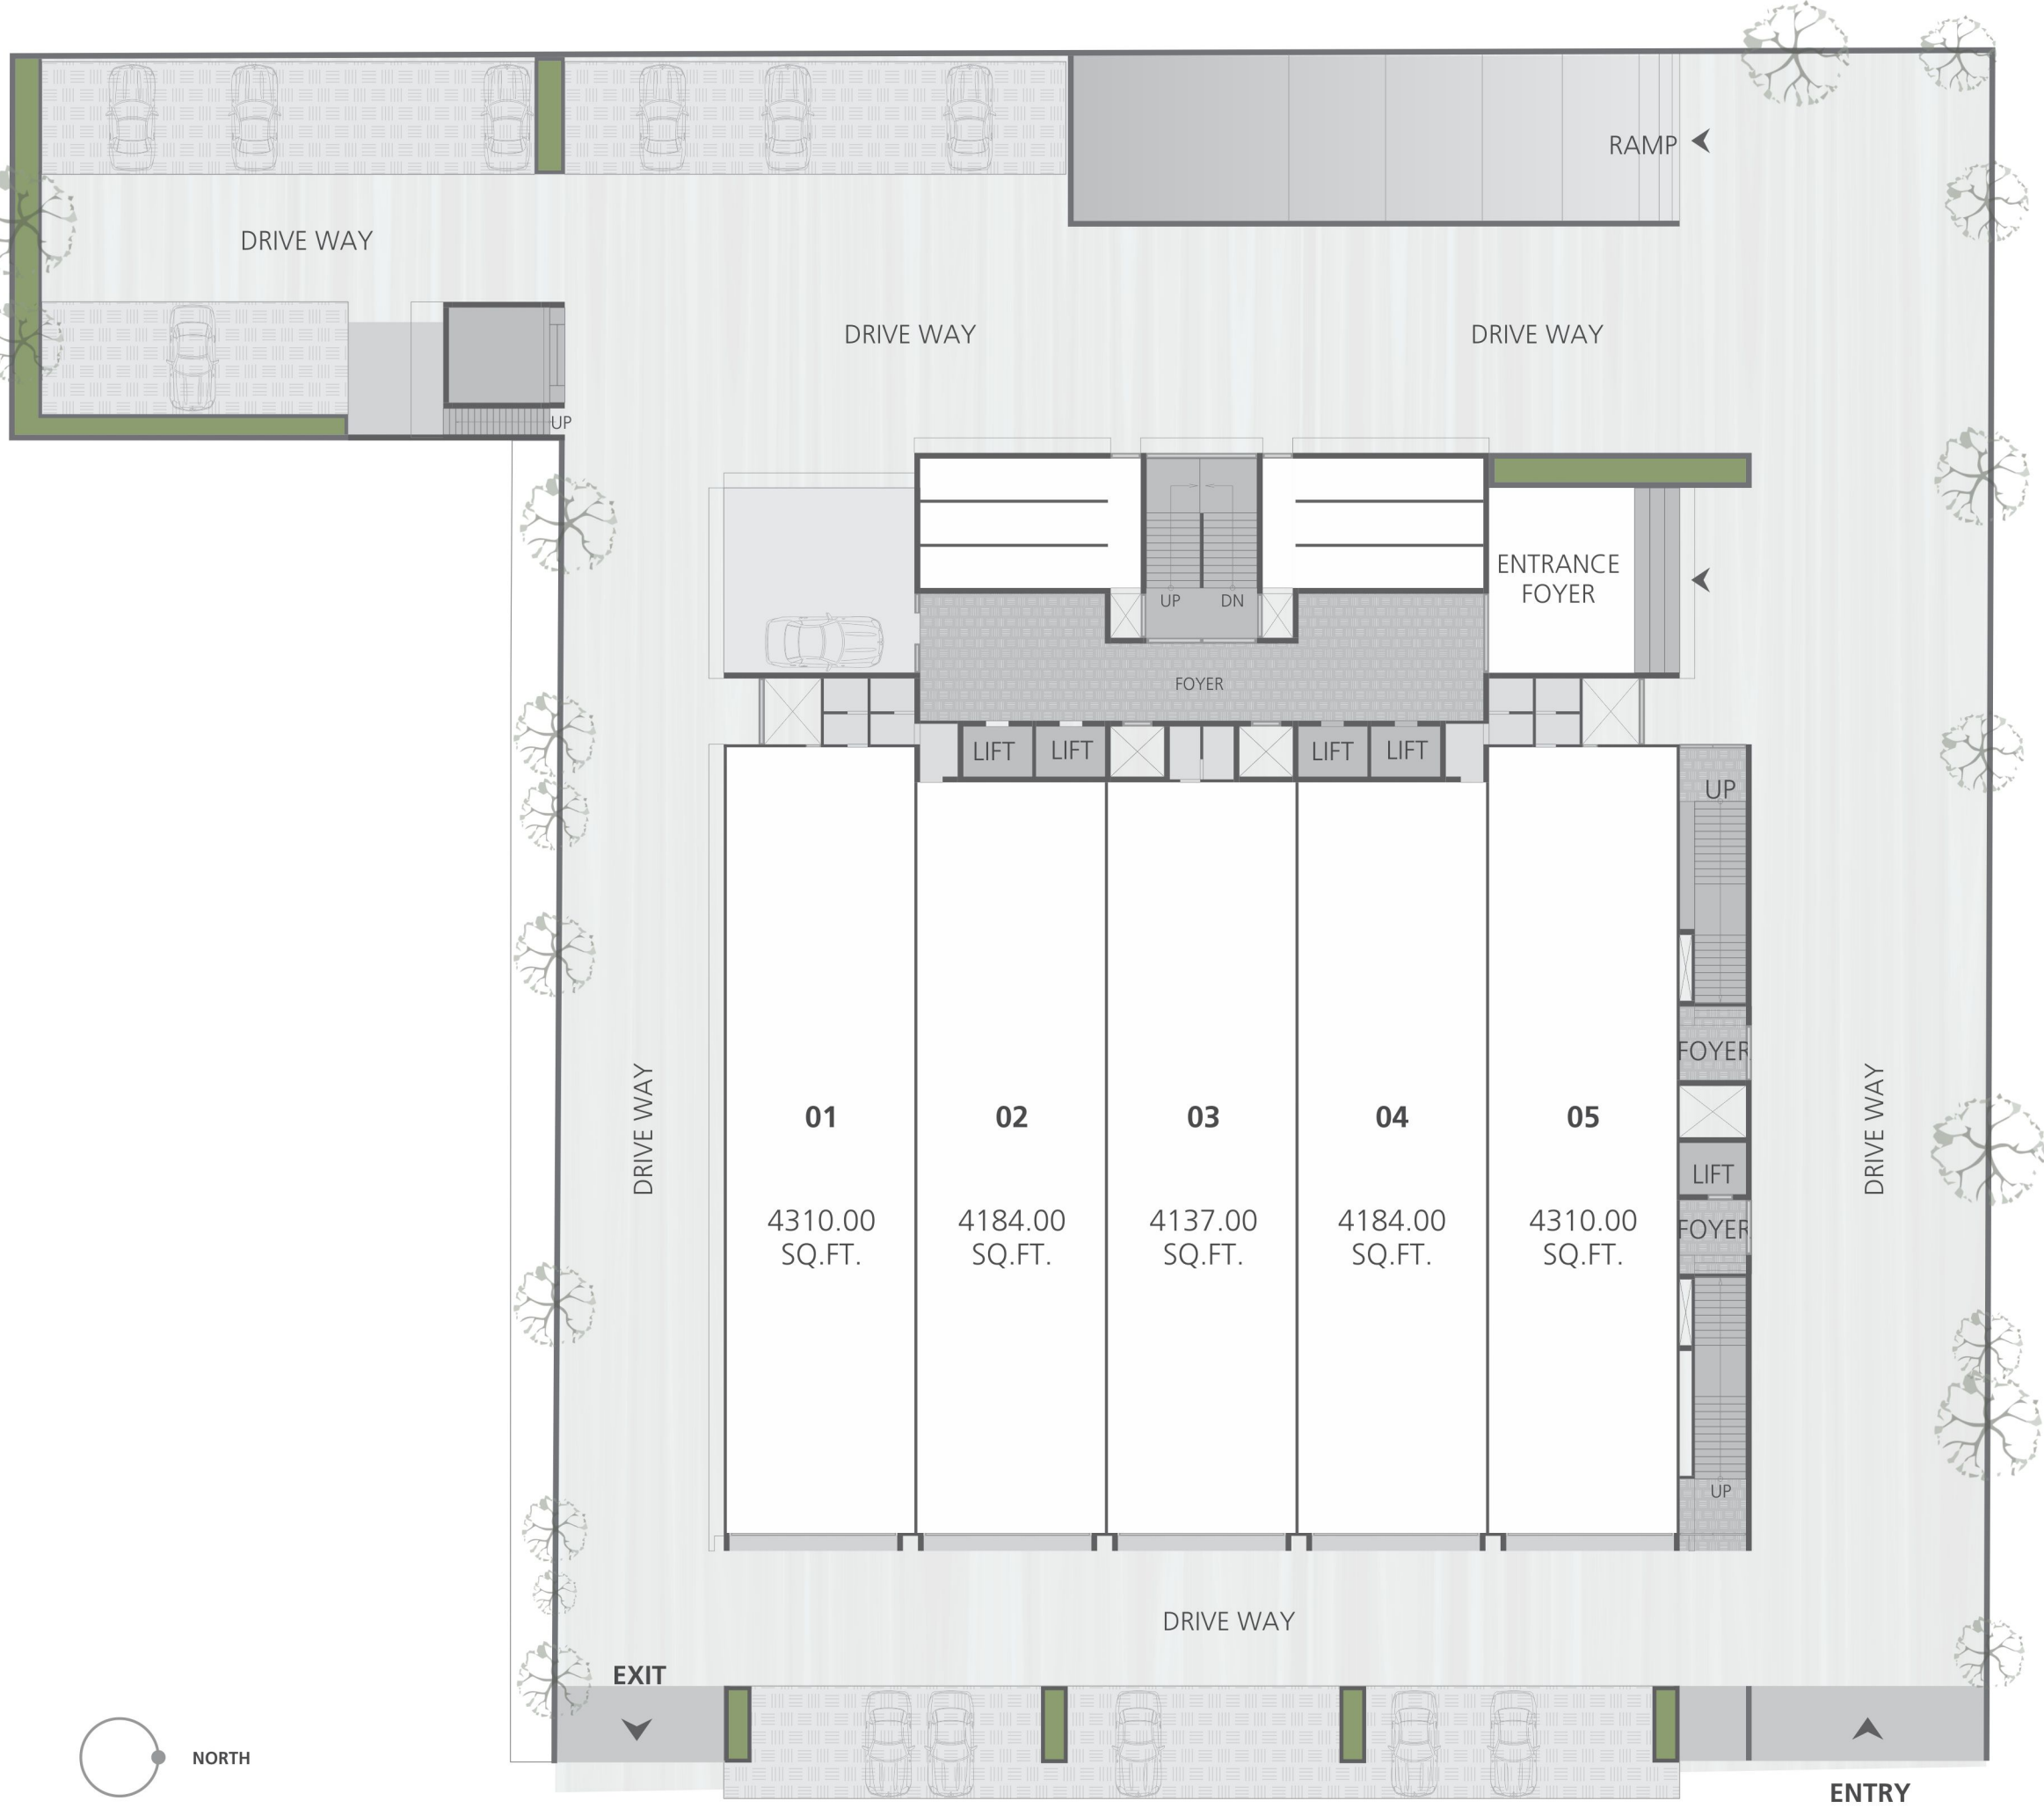 RAMP
DRIVE WAY
DRIVE WAY
DRIVE WAY
UP
ENTRANCE
FOYER
UP
DN
FOYER
LIFT
LIFT
LIFT
LIFT
UP
FOYER
DRIVE WAY
01
02
03
04
05
DRIVE WAY
LIFT
4310.00
SQ.FT.
4184.00
SQ.FT.
4137.00
SQ.FT.
4184.00
SQ.FT.
4310.00
SQ.FT.
FOYER
UP
DRIVE WAY
EXIT
NORTH
ENTRY